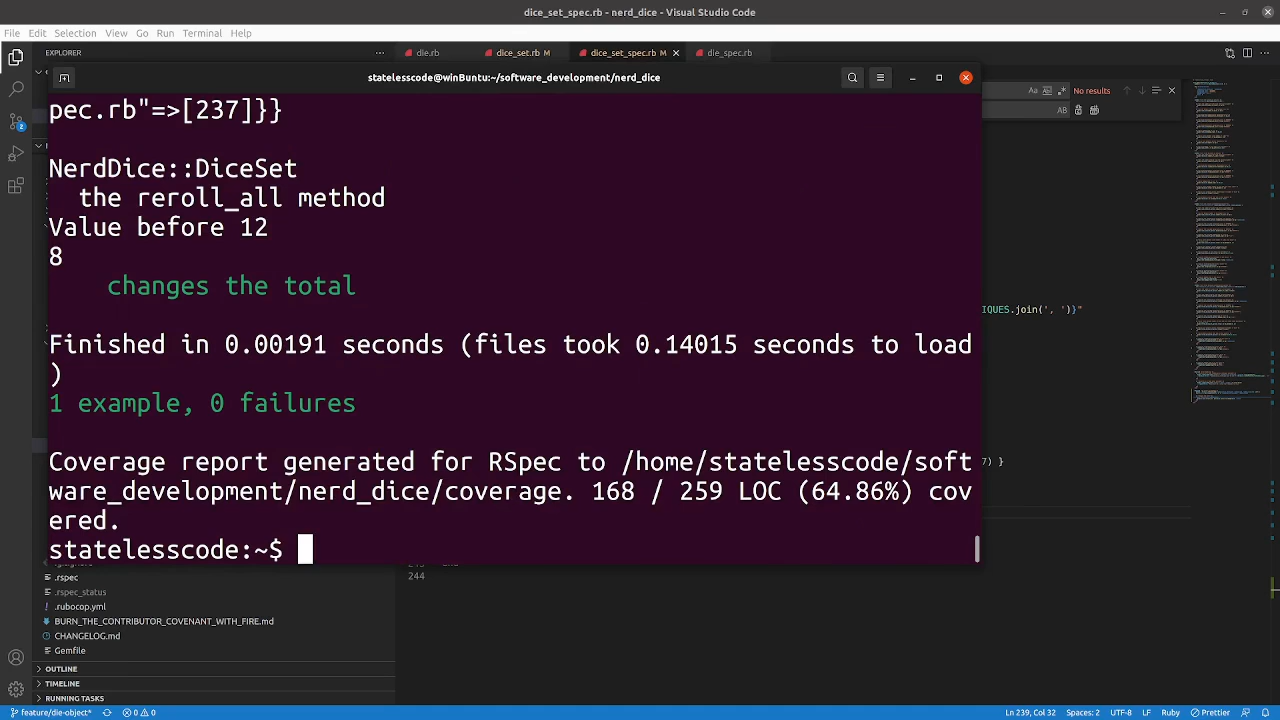 dice_set_spec.rb - nerd_dice - Visual Studio Code
File Edit Selection View Go Run Terminal Help
EXPLORER
die.rb dice_set.rb M dice_set_spec.rb M die_spec.rb
statelesscode@winBuntu:~/software_development/nerd_dice
No results
pec.rb"=>[237]}}
NerdDice::DiceSet
the reroll_all method
Value before 12
8
changes the total
IQUES.join(', ')}"
Finished in 0.00191 seconds (files took 0.14015 seconds to load
)
1 example, 0 failures
Coverage report generated for RSpec to /home/statelesscode/soft
7) }
ware_development/nerd_dice/coverage. 168 / 259 LOC (64.86%) cov
ered.
statelesscode:~$
244
.rspec
.rspec_status
.rubocop.yml
BURN_THE_CONTRIBUTOR_COVENANT_WITH_FIRE.md
CHANGELOG.md
Gemfile
OUTLINE
TIMELINE
RUNNING TASKS
feature/die-object* 0 0 Ln 239, Col 32 Spaces: 2 UTF-8 LF Ruby Prettier